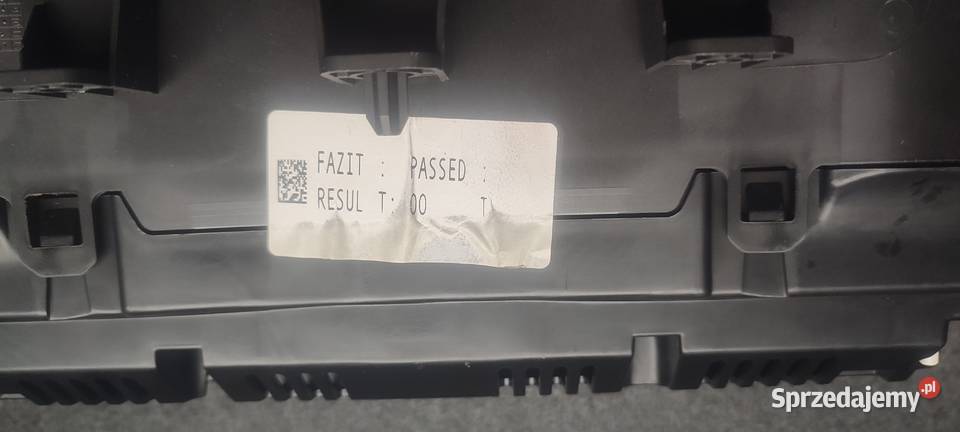 FAZIT : PASSED :
RESUL T: 00 T
Sprzedajemy.pl